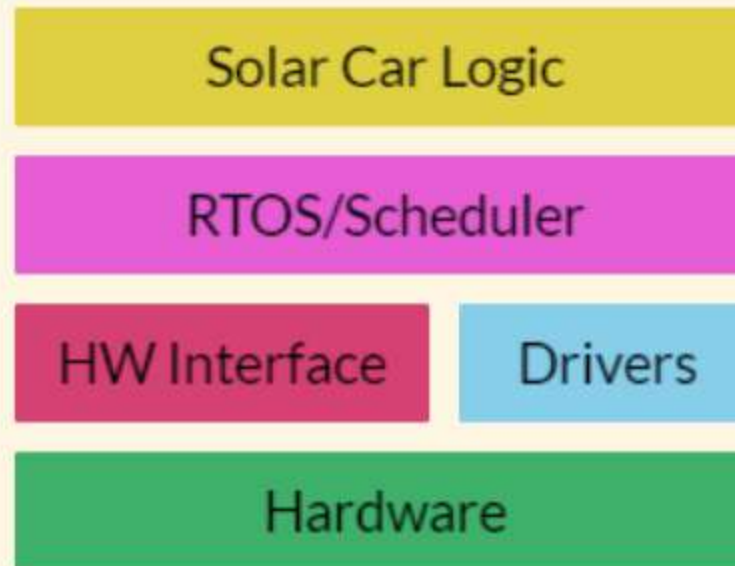 Solar Car Logic
RTOS/Scheduler
HW Interface
Drivers
Hardware